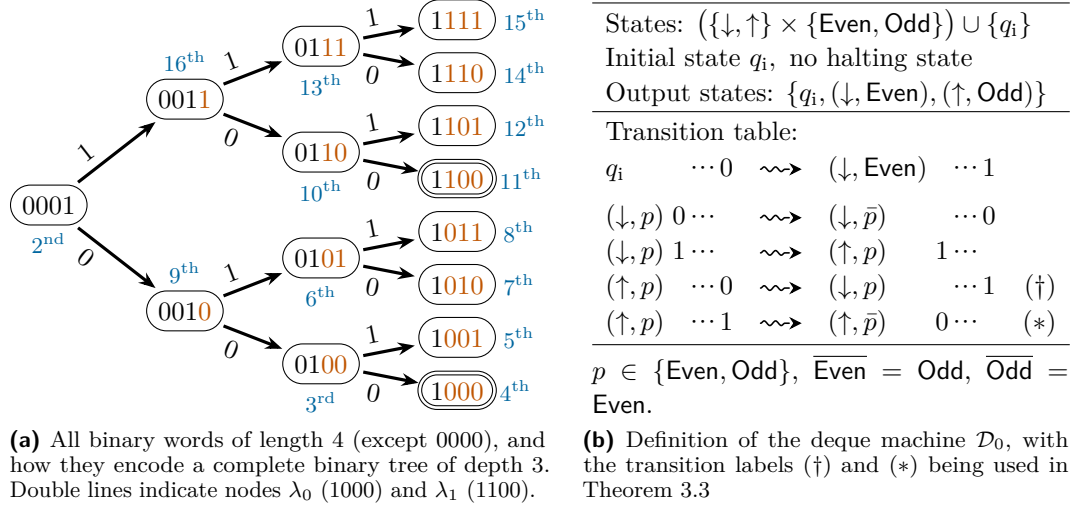 0001
2nd
1
0
16th
0011
9th
0010
1
0
1
0
0111
13th
0110
10th
0101
6th
0100
3rd
1
0
1
0
1
0
1
0
1111 15th
1110 14th
1101 12th
1100 11th
1011 8th
1010 7th
1001 5th
1000 4th
(a) All binary words of length 4 (except 0000), and
how they encode a complete binary tree of depth 3.
Double lines indicate nodes λ₀ (1000) and λ₁ (1100).
States: ({↓, ↑} × {Even, Odd}) ∪ {qᵢ}
Initial state qᵢ, no halting state
Output states: {qᵢ, (↓, Even), (↑, Odd)}
Transition table:
qᵢ ⋯ 0 ⇝ (↓, Even) ⋯ 1
(↓, p) 0 ⋯ ⇝ (↓, p̄) ⋯ 0
(↓, p) 1 ⋯ ⇝ (↑, p) 1 ⋯
(↑, p) ⋯ 0 ⇝ (↓, p) ⋯ 1 (†)
(↑, p) ⋯ 1 ⇝ (↑, p̄) 0 ⋯ (∗)
p ∈ {Even, Odd}, E̅v̅e̅n̅ = Odd, O̅d̅d̅ =
Even.
(b) Definition of the deque machine 𝒟₀, with
the transition labels (†) and (∗) being used in
Theorem 3.3